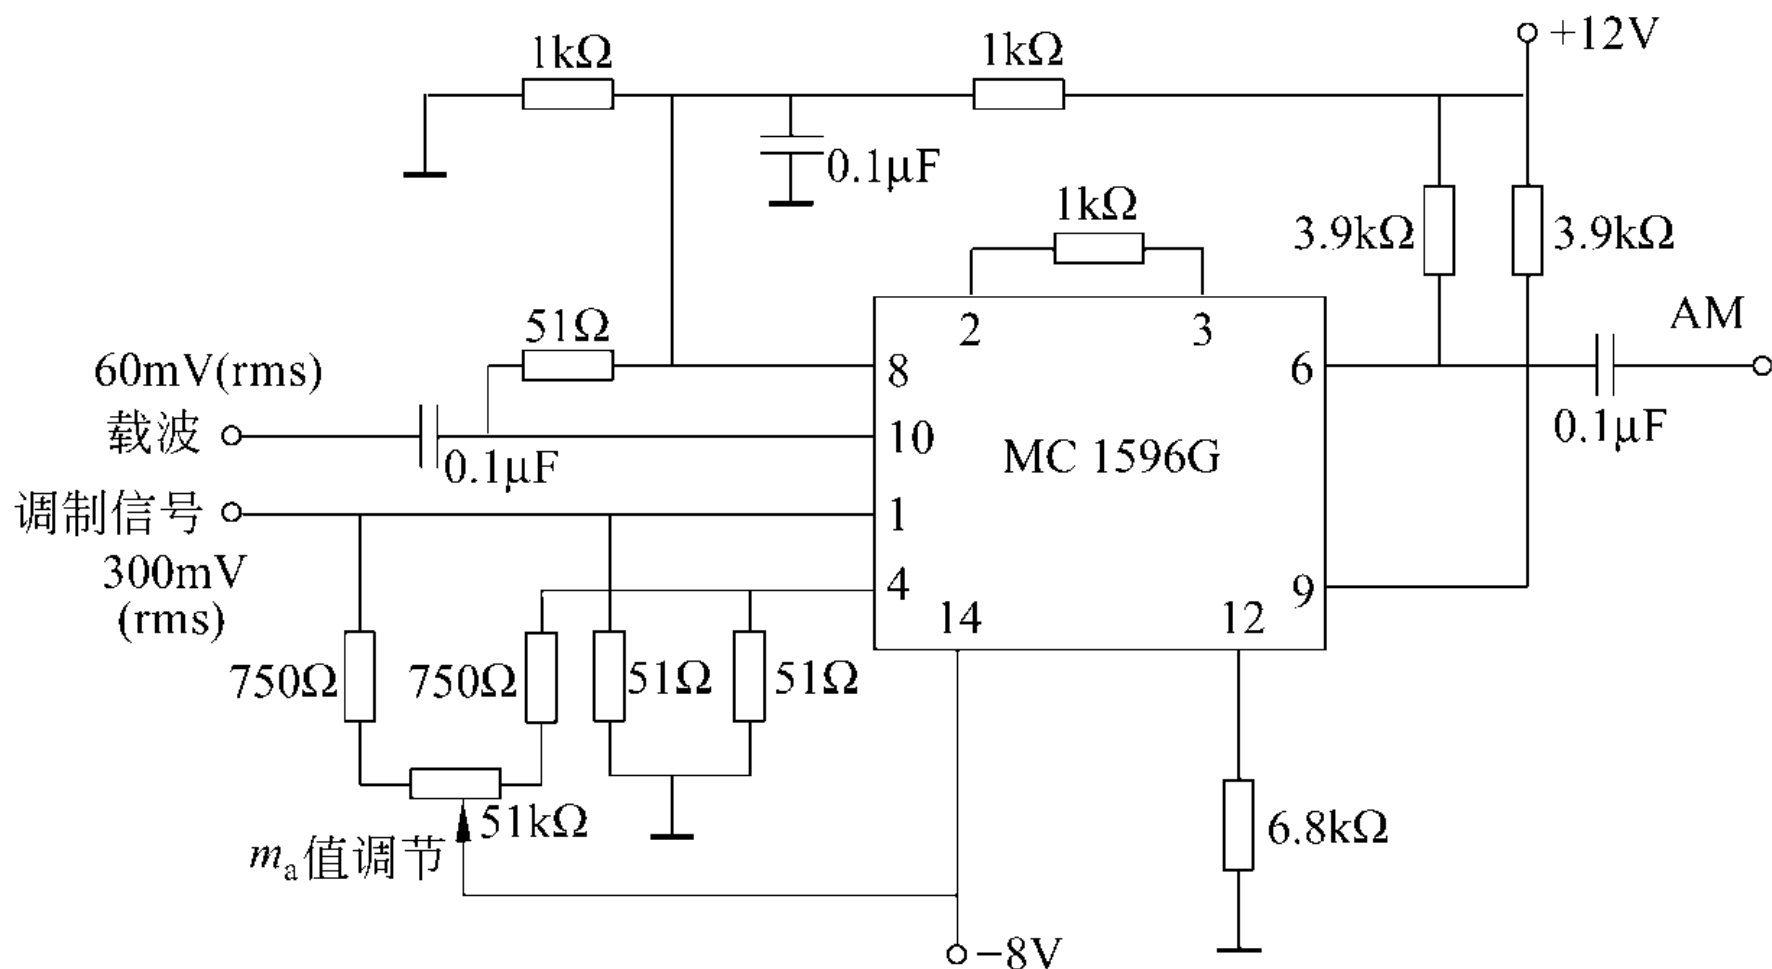 +12V
1kΩ
1kΩ
0.1μF
1kΩ
3.9kΩ
3.9kΩ
51Ω
2
3
AM
60mV(rms)
8
6
载波
10
0.1μF
MC 1596G
0.1μF
调制信号
1
300mV
(rms)
4
9
14
12
750Ω
750Ω
51Ω
51Ω
51kΩ
mₐ值调节
6.8kΩ
−8V